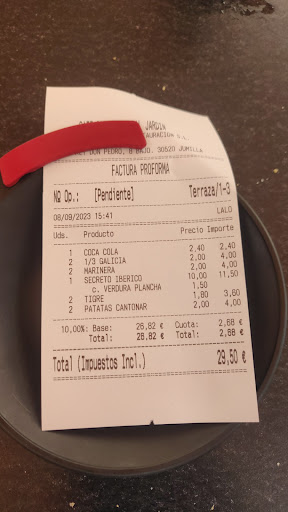 JARDIN
DON PEDRO, 8 BAJO. 30520 JUMILLA
FACTURA PROFORMA
Nº Op.: [Pendiente] Terraza/1-3
08/09/2023 15:41 LALO
Uds. Producto Precio Importe
1 COCA COLA 2,40 2,40
2 1/3 GALICIA 2,00 4,00
2 MARINERA 2,00 4,00
1 SECRETO IBERICO 10,00 11,50
c. VERDURA PLANCHA 1,50
2 TIGRE 1,80 3,60
2 PATATAS CANTONAR 2,00 4,00
10,00%: Base: 26,82 € Cuota: 2,68 €
Total: 26,82 € Total: 2,68 €
Total (Impuestos Incl.) 29,50 €